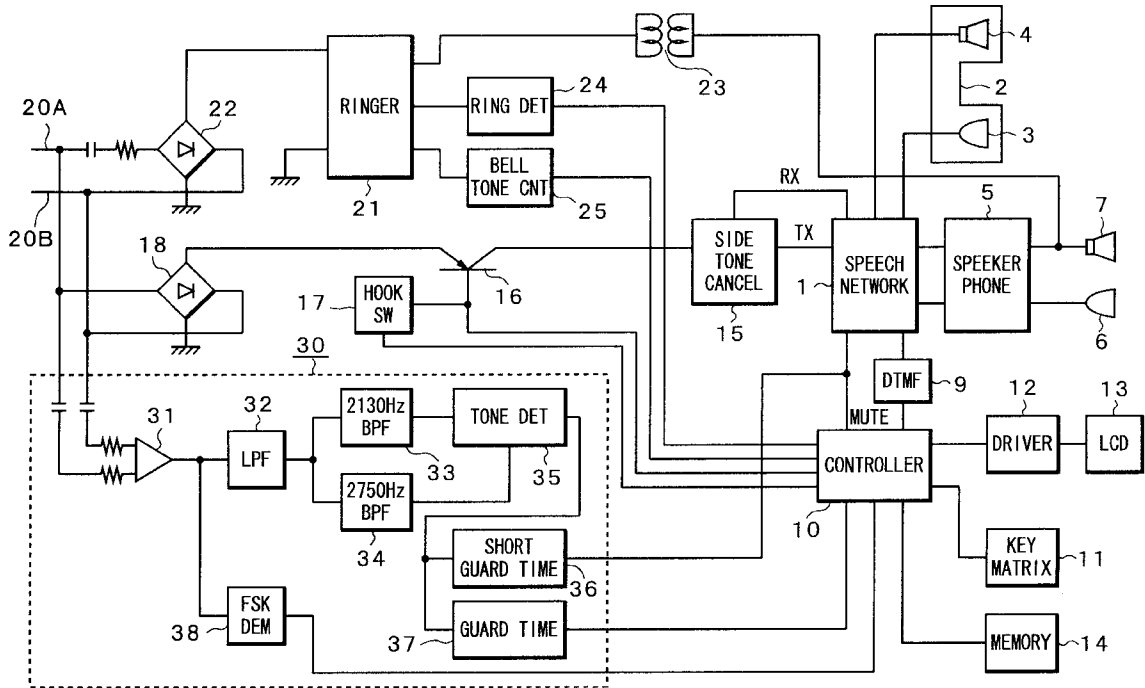 4
2
3
23
24
20A
22
RINGER
RING DET
BELL
TONE CNT
21
25
20B
RX
TX
5
7
18
16
SIDE
TONE
CANCEL
15
1
SPEECH
NETWORK
SPEEKER
PHONE
6
17
HOOK
SW
30
DTMF
9
MUTE
31
32
LPF
2130Hz
BPF
33
TONE DET
35
2750Hz
BPF
34
CONTROLLER
10
12
DRIVER
13
LCD
SHORT
GUARD TIME
36
KEY
MATRIX
11
FSK
DEM
38
37
GUARD TIME
MEMORY
14